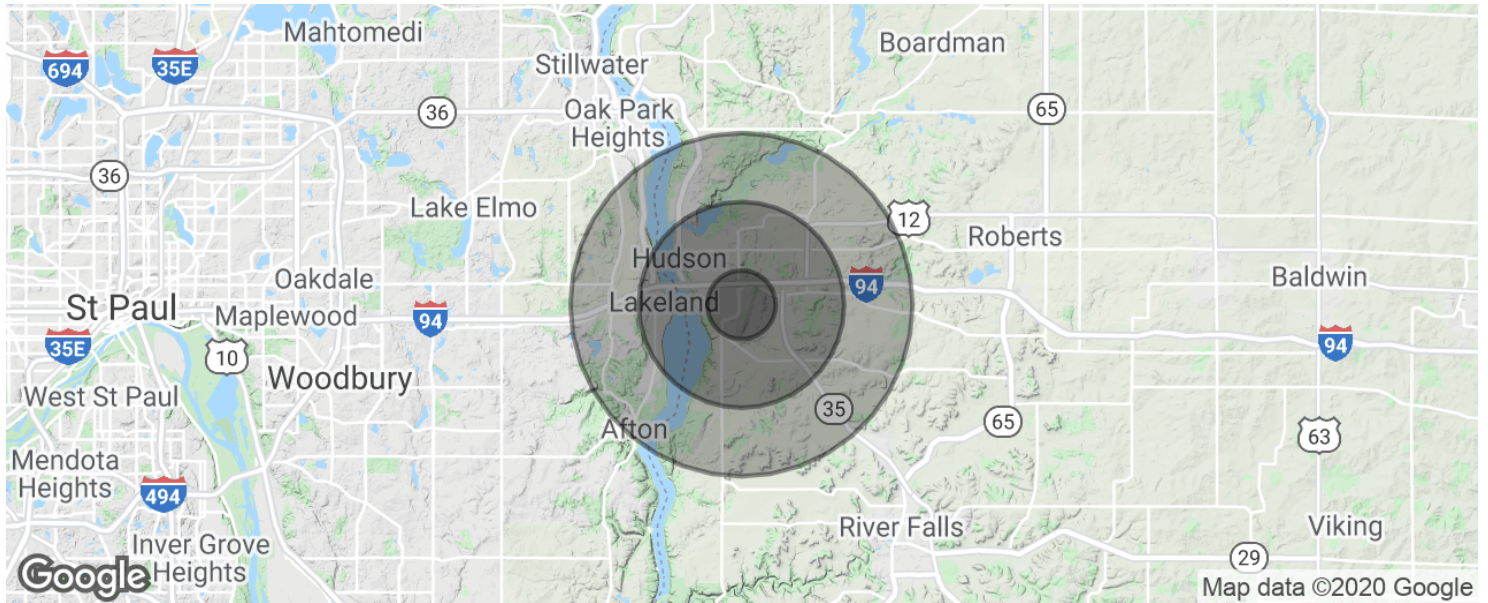 Mahtomedi
Boardman
694
35E
Stillwater
36
Oak Park
Heights
65
36
Lake Elmo
12
Roberts
Hudson
Oakdale
94
Baldwin
St Paul
Maplewood
94
Lakeland
35E
10
94
Woodbury
West St Paul
35
65
Afton
63
Mendota
Heights
494
River Falls
Viking
Inver Grove
Heights
29
Google
Map data ©2020 Google